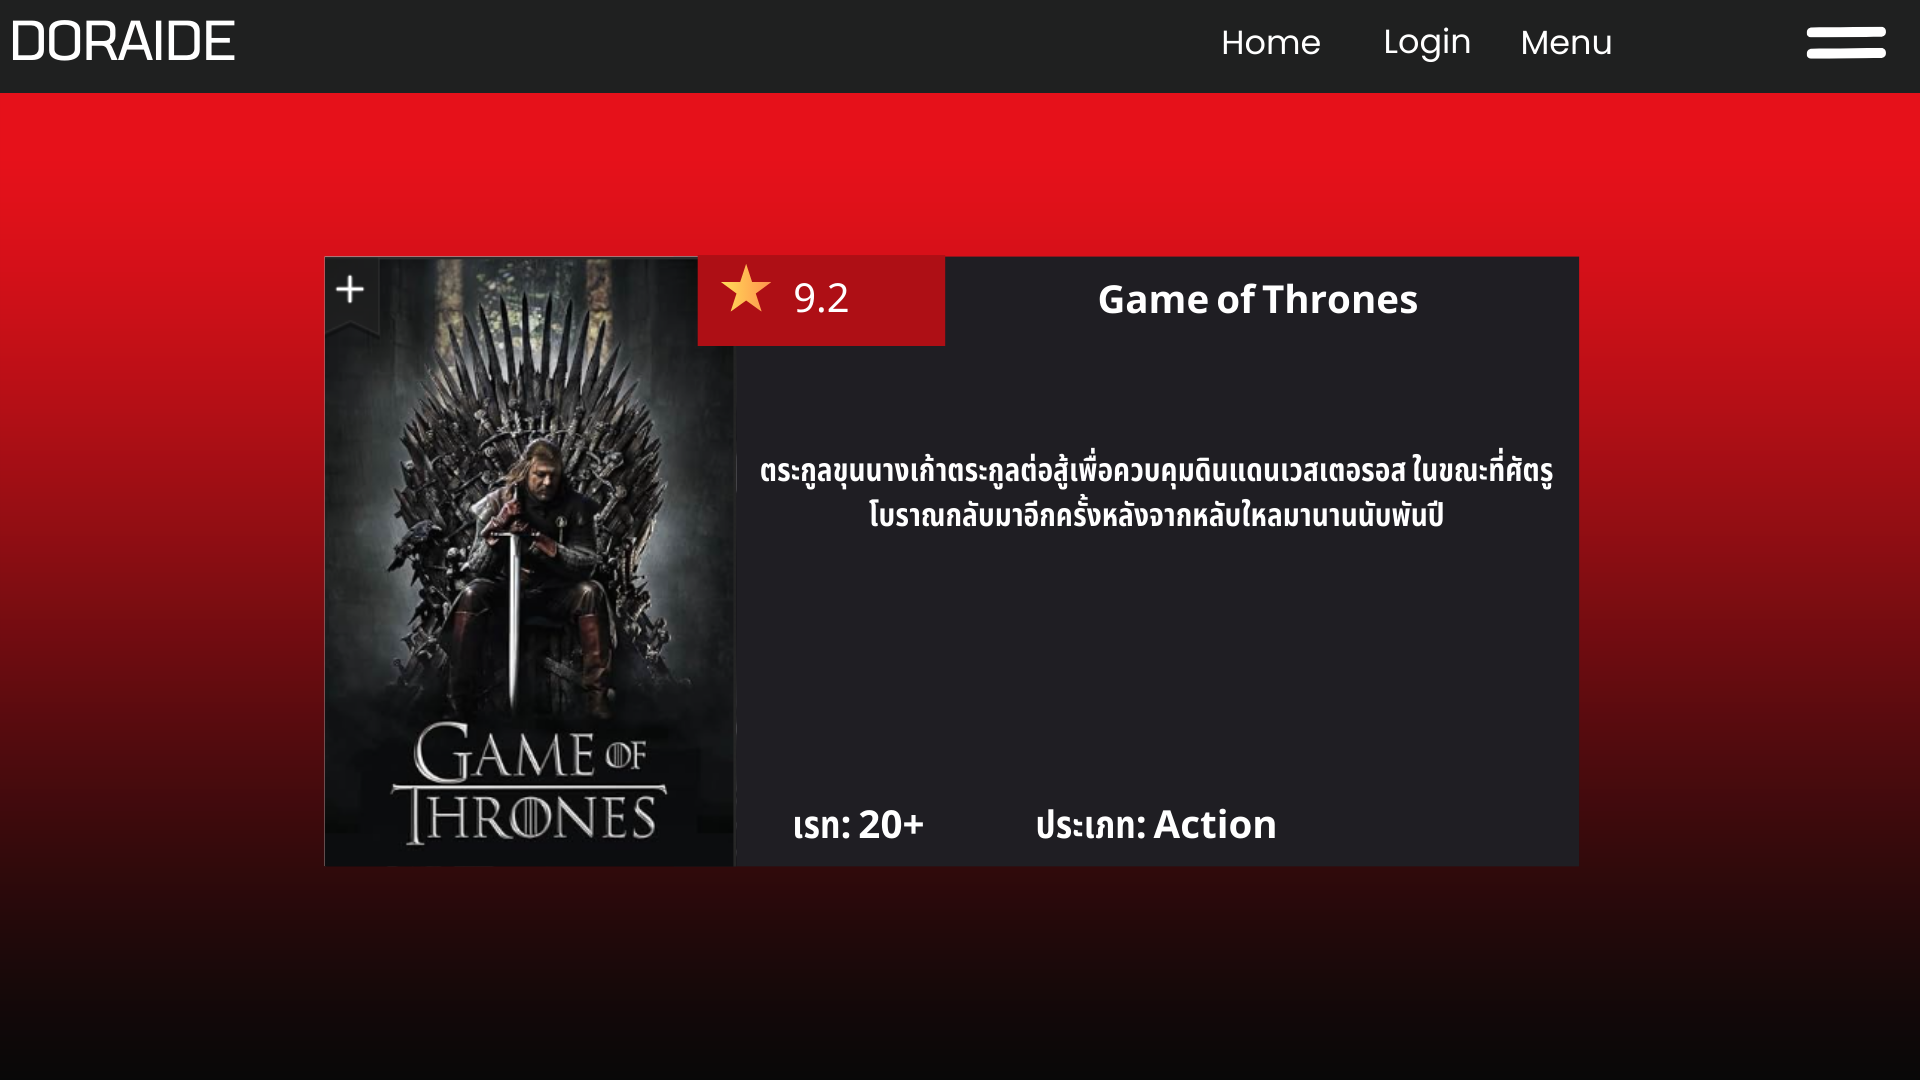 DORAIDE
Home Login Menu
9.2
Game of Thrones
ตระกูลขุนนางเก้าตระกูลต่อสู้เพื่อควบคุมดินแดนเวสเตอรอส ในขณะที่ศัตรู
โบราณกลับมาอีกครั้งหลังจากหลับใหลมานานนับพันปี
GAME OF
THRONES
เรท: 20+ ประเภท: Action